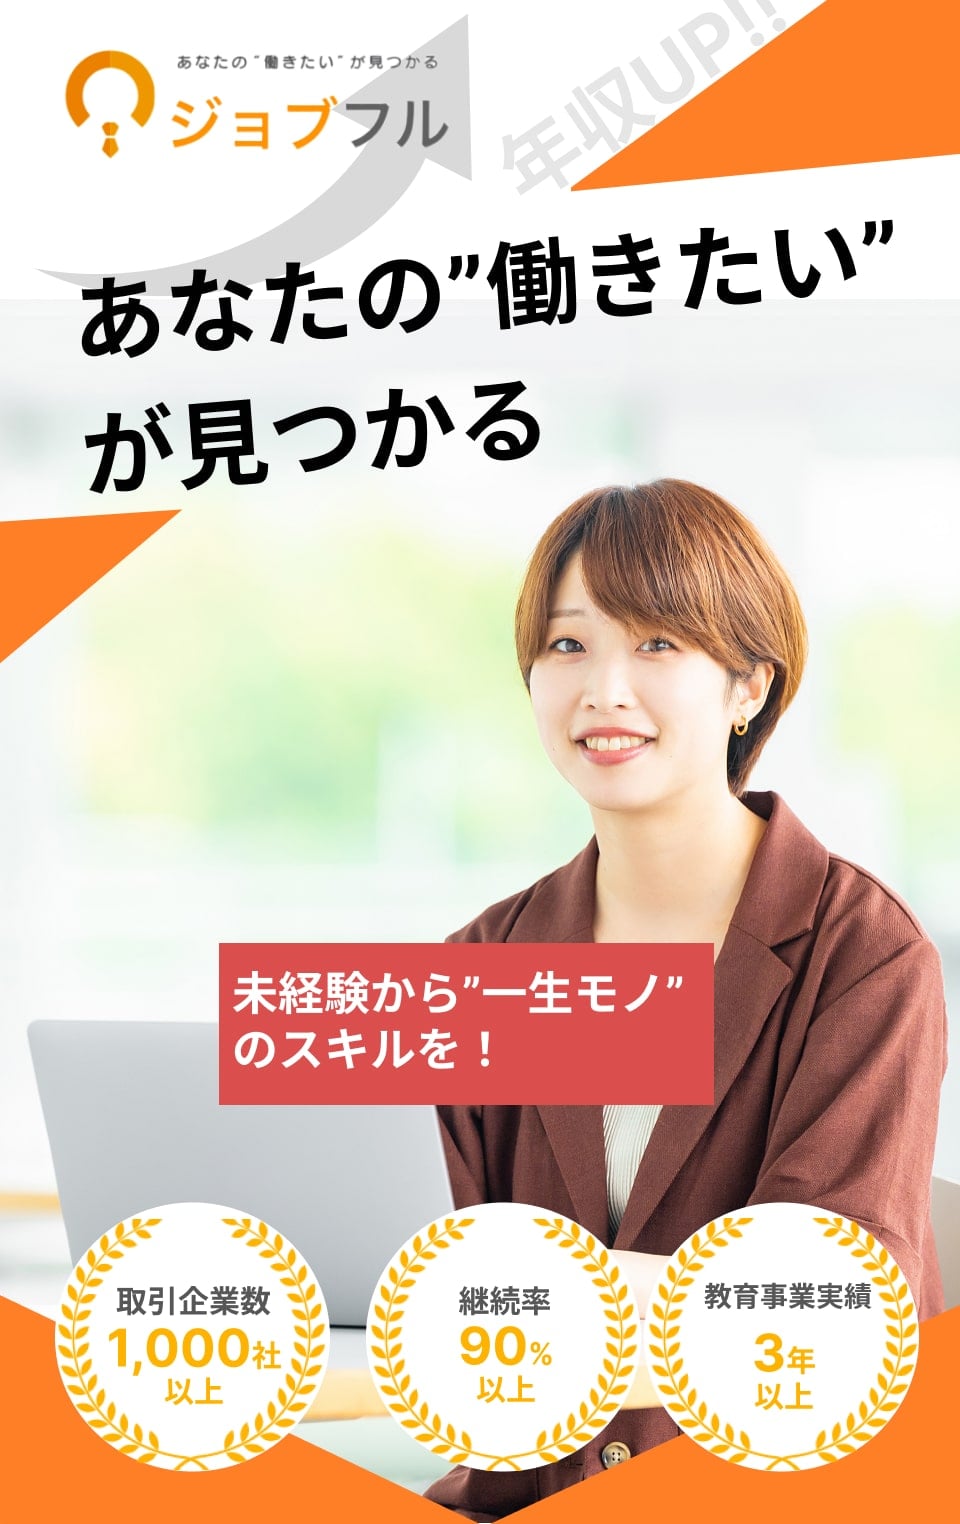 あなたの"働きたい"が見つかる
ジョブフル
年収UP!!
あなたの”働きたい”
が見つかる
未経験から”一生モノ”
のスキルを！
取引企業数
1,000社
以上
継続率
90%
以上
教育事業実績
3年
以上